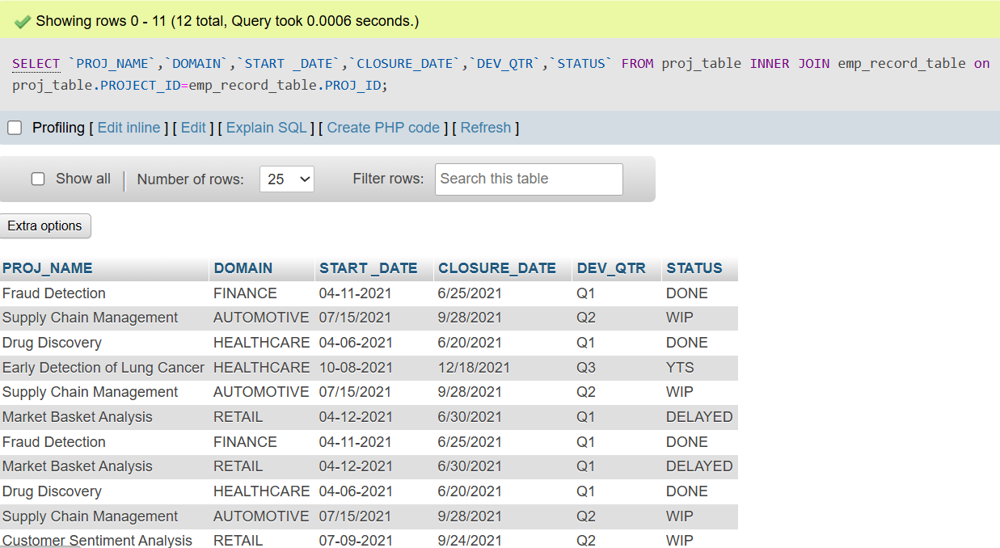 Showing rows 0 - 11 (12 total, Query took 0.0006 seconds.)
SELECT `PROJ_NAME`,`DOMAIN`,`START _DATE`,`CLOSURE_DATE`,`DEV_QTR`,`STATUS` FROM proj_table INNER JOIN emp_record_table on
proj_table.PROJECT_ID=emp_record_table.PROJ_ID;
Profiling [ Edit inline ] [ Edit ] [ Explain SQL ] [ Create PHP code ] [ Refresh ]
Show all | Number of rows: 25 Filter rows: Search this table
Extra options
PROJ_NAME DOMAIN START _DATE CLOSURE_DATE DEV_QTR STATUS
Fraud Detection FINANCE 04-11-2021 6/25/2021 Q1 DONE
Supply Chain Management AUTOMOTIVE 07/15/2021 9/28/2021 Q2 WIP
Drug Discovery HEALTHCARE 04-06-2021 6/20/2021 Q1 DONE
Early Detection of Lung Cancer HEALTHCARE 10-08-2021 12/18/2021 Q3 YTS
Supply Chain Management AUTOMOTIVE 07/15/2021 9/28/2021 Q2 WIP
Market Basket Analysis RETAIL 04-12-2021 6/30/2021 Q1 DELAYED
Fraud Detection FINANCE 04-11-2021 6/25/2021 Q1 DONE
Market Basket Analysis RETAIL 04-12-2021 6/30/2021 Q1 DELAYED
Drug Discovery HEALTHCARE 04-06-2021 6/20/2021 Q1 DONE
Supply Chain Management AUTOMOTIVE 07/15/2021 9/28/2021 Q2 WIP
Customer Sentiment Analysis RETAIL 07-09-2021 9/24/2021 Q2 WIP